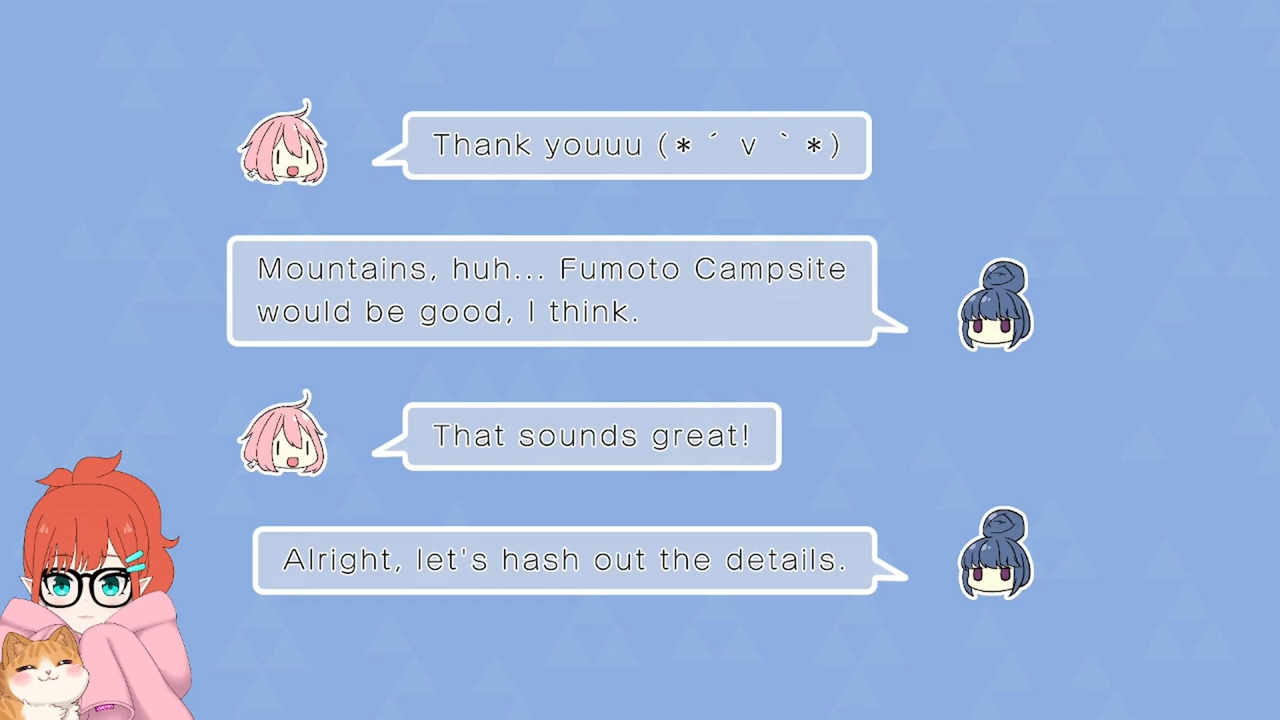 Thank youuu (*´ v `*)
Mountains, huh... Fumoto Campsite
would be good, I think.
That sounds great!
Alright, let's hash out the details.